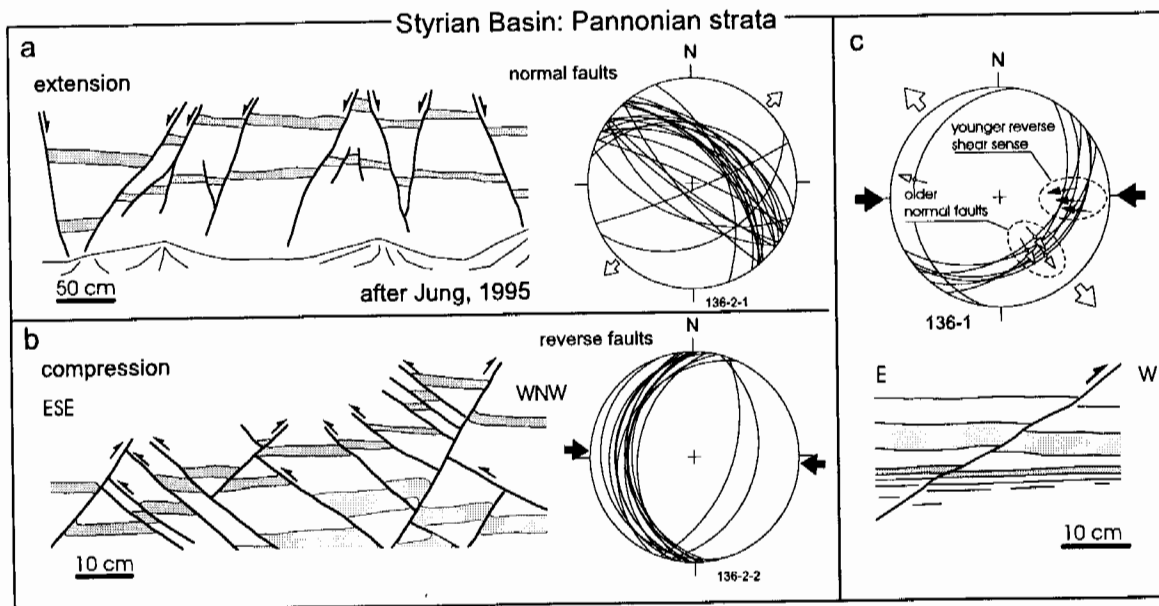 Styrian Basin: Pannonian strata
a
extension
normal faults
N
50 cm
after Jung, 1995
136-2-1
b
compression
ESE
WNW
reverse faults
N
10 cm
136-2-2
c
N
younger reverse
shear sense
older
normal faults
136-1
E
W
10 cm